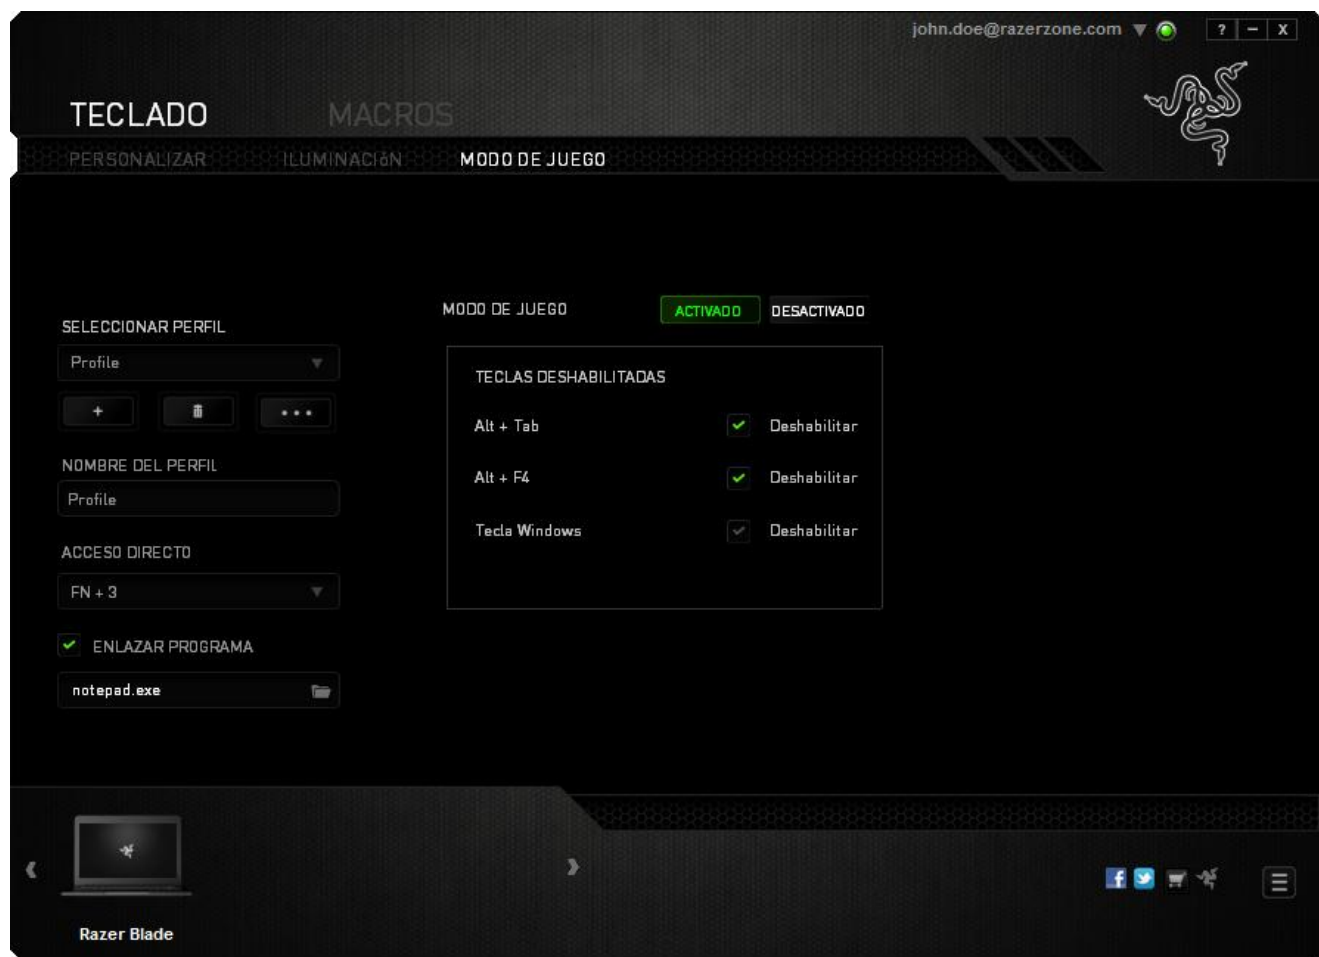 john.doe@razerzone.com
? – X
TECLADO MACROS
PERSONALIZAR ILUMINACIóN MODO DE JUEGO
MODO DE JUEGO ACTIVADO DESACTIVADO
SELECCIONAR PERFIL
Profile
+ •••
NOMBRE DEL PERFIL
Profile
ACCESO DIRECTO
FN + 3
ENLAZAR PROGRAMA
notepad.exe
TECLAS DESHABILITADAS
Alt + Tab Deshabilitar
Alt + F4 Deshabilitar
Tecla Windows Deshabilitar
f
Razer Blade